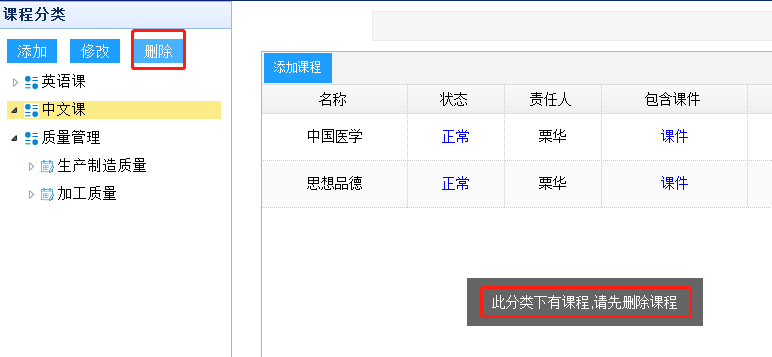 课程分类
添加 修改 删除
英语课
中文课
质量管理
生产制造质量
加工质量
添加课程
名称 状态 责任人 包含课件
中国医学 正常 栗华 课件
思想品德 正常 栗华 课件
此分类下有课程,请先删除课程